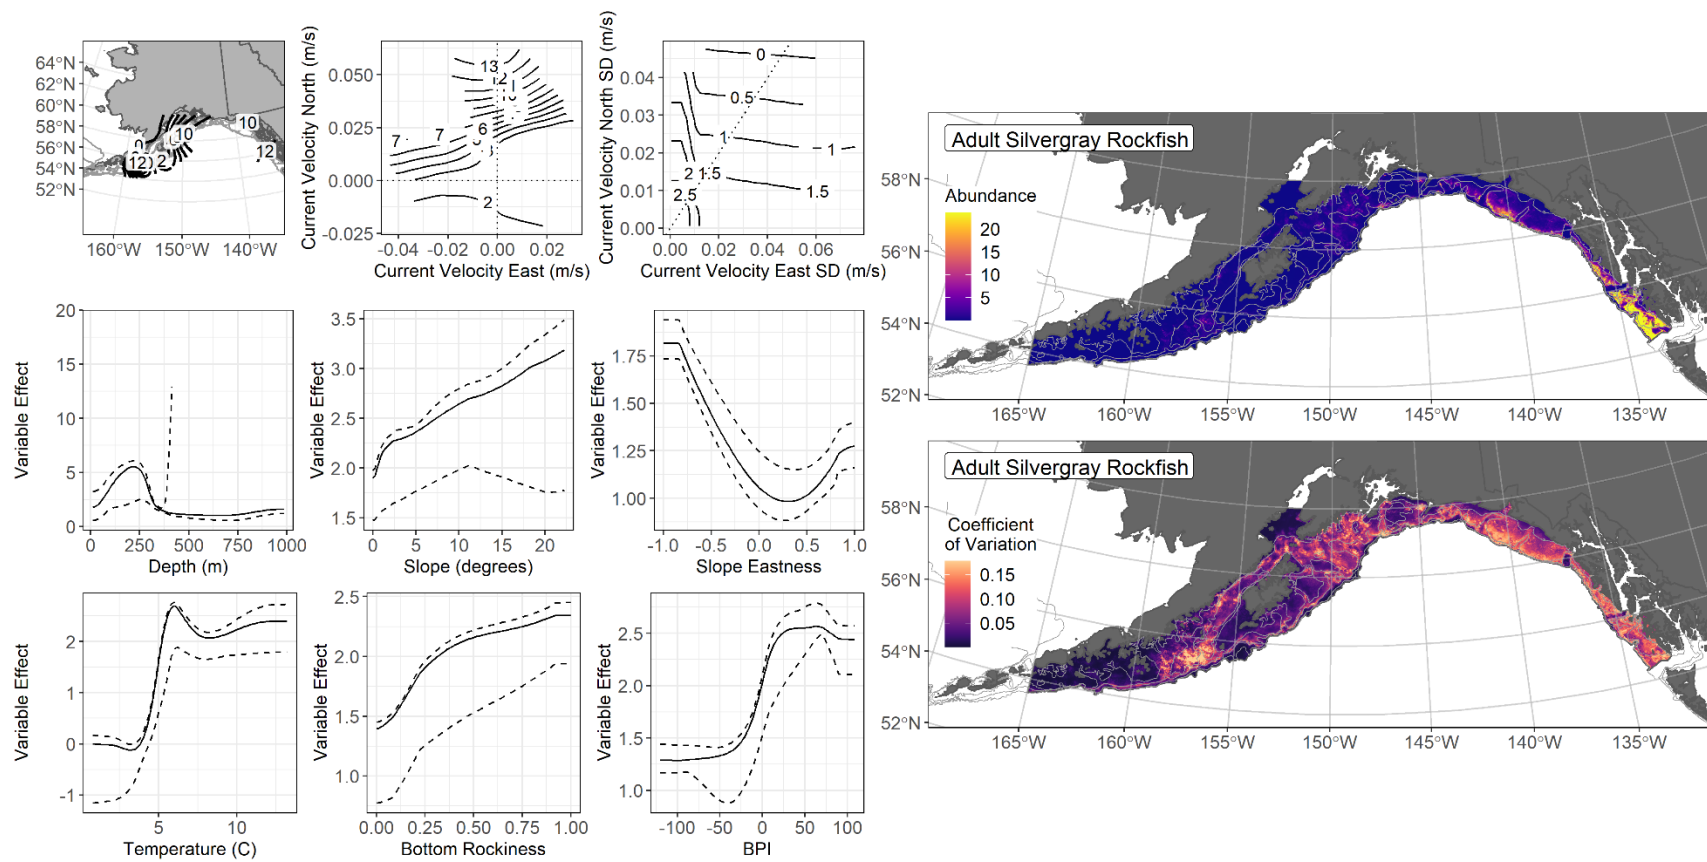 64°N
62°N
60°N
58°N
56°N
54°N
52°N
160°W
150°W
140°W
10
10
12
12
2
0
Current Velocity North (m/s)
0.050
0.025
0.000
-0.025
13
7
7
6
2
-0.04
-0.02
0.00
0.02
Current Velocity East (m/s)
Current Velocity North SD (m/s)
0.04
0.03
0.02
0.01
0.00
0
0.5
1
1
2
1.5
1.5
2.5
0.00
0.04
0.06
Current Velocity East SD (m/s)
Variable Effect
20
15
10
5
0
0
250
500
750
1000
Depth (m)
Variable Effect
3.5
3.0
2.5
2.0
1.5
0
5
10
15
20
Slope (degrees)
Variable Effect
1.75
1.50
1.25
1.00
-1.0
-0.5
0.0
0.5
1.0
Slope Eastness
Variable Effect
2
1
0
-1
5
10
Temperature (C)
Variable Effect
2.5
2.0
1.5
1.0
0.00
0.25
0.50
0.75
1.00
Bottom Rockiness
Variable Effect
2.5
2.0
1.5
1.0
-100
-50
0
50
100
BPI
Adult Silvergray Rockfish
Abundance
20
15
10
5
58°N
56°N
54°N
52°N
165°W
160°W
155°W
150°W
145°W
140°W
135°W
Adult Silvergray Rockfish
Coefficient
of Variation
0.15
0.10
0.05
58°N
56°N
54°N
52°N
165°W
160°W
155°W
150°W
145°W
140°W
135°W